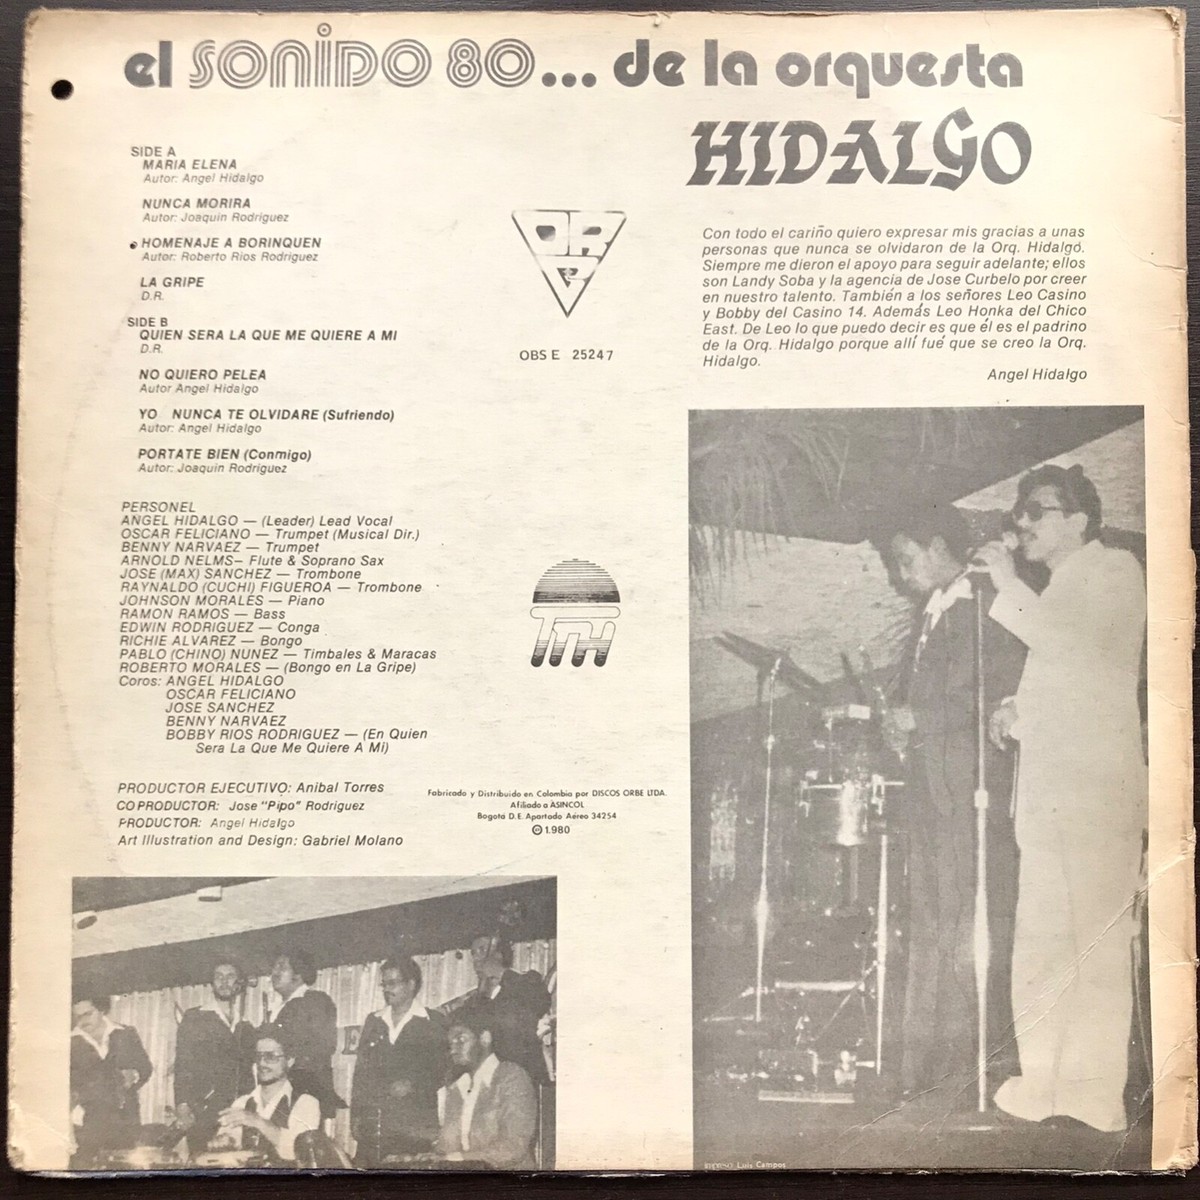 el SONIDO 80... de la orquesta
HIDALGO
SIDE A
MARIA ELENA
Autor: Angel Hidalgo
NUNCA MORIRA
Autor: Joaquin Rodriguez
HOMENAJE A BORINQUEN
Autor: Roberto Rios Rodriguez
LA GRIPE
D.R.
SIDE B
QUIEN SERA LA QUE ME QUIERE A MI
D.R.
NO QUIERO PELEA
Autor Angel Hidalgo
YO NUNCA TE OLVIDARE (Sufriendo)
Autor: Angel Hidalgo
PORTATE BIEN (Conmigo)
Autor: Joaquin Rodriguez
PERSONEL
ANGEL HIDALGO — (Leader) Lead Vocal
OSCAR FELICIANO — Trumpet (Musical Dir.)
BENNY NARVAEZ — Trumpet
ARNOLD NELMS— Flute & Soprano Sax
JOSE (MAX) SANCHEZ — Trombone
RAYNALDO (CUCHI) FIGUEROA — Trombone
JOHNSON MORALES — Piano
RAMON RAMOS — Bass
EDWIN RODRIGUEZ — Conga
RICHIE ALVAREZ — Bongo
PABLO (CHINO) NUNEZ — Timbales & Maracas
ROBERTO MORALES — (Bongo en La Gripe)
Coros: ANGEL HIDALGO
OSCAR FELICIANO
JOSE SANCHEZ
BENNY NARVAEZ
BOBBY RIOS RODRIGUEZ — (En Quien
Sera La Que Me Quiere A Mi)
PRODUCTOR EJECUTIVO: Anibal Torres
COPRODUCTOR: Jose "Pipo" Rodriguez
PRODUCTOR: Angel Hidalgo
Art Illustration and Design: Gabriel Molano
ORB
OBS E 25247
TTH
Fabricado y Distribuido en Colombia por DISCOS ORBE LTDA.
Afiliado a ASINCOL
Bogotá D.E. Apartado Aéreo 34254
℗ 1.980
Con todo el cariño quiero expresar mis gracias a unas
personas que nunca se olvidaron de la Orq. Hidalgo.
Siempre me dieron el apoyo para seguir adelante; ellos
son Landy Soba y la agencia de Jose Curbelo por creer
en nuestro talento. También a los señores Leo Casino
y Bobby del Casino 14. Además Leo Honka del Chico
East. De Leo lo que puedo decir es que él es el padrino
de la Orq. Hidalgo porque allí fué que se creo la Orq.
Hidalgo.
Angel Hidalgo
Luis Campos